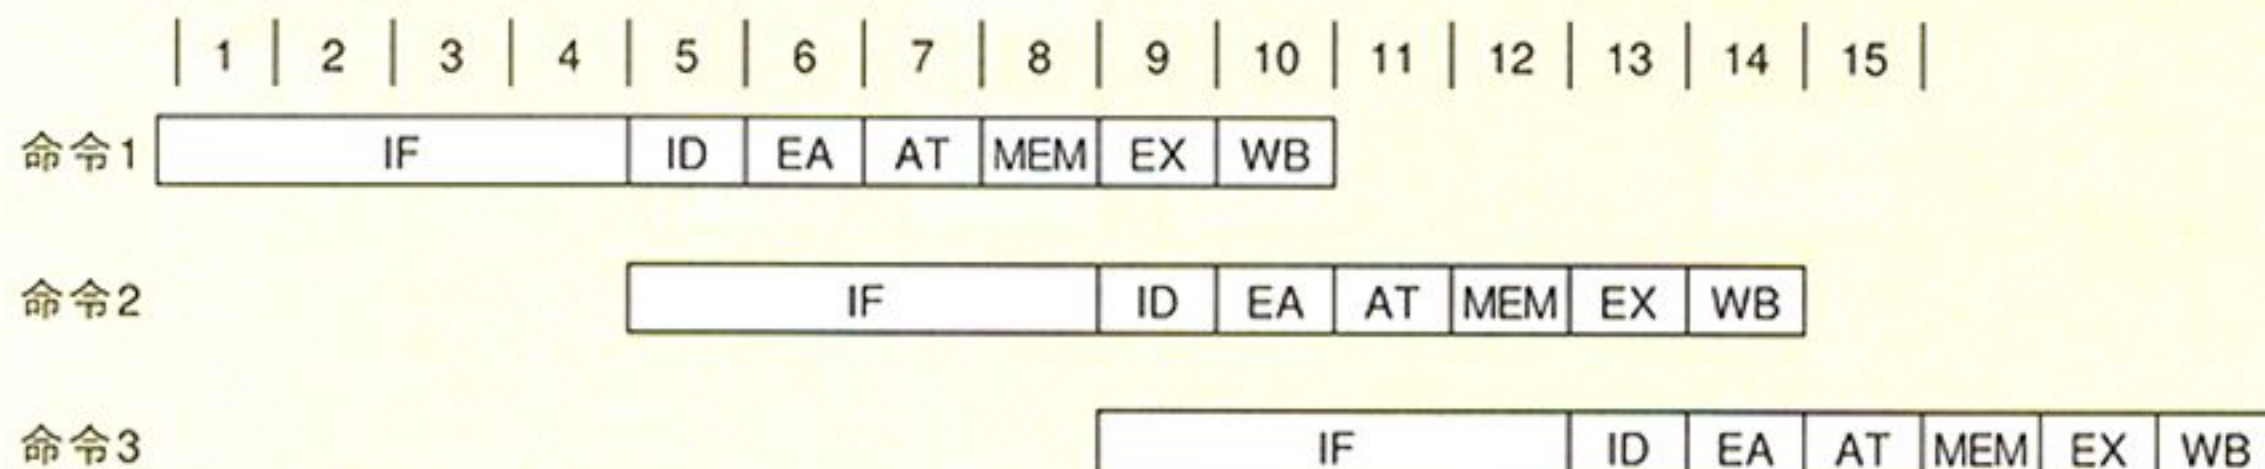 1 2 3 4 5 6 7 8 9 10 11 12 13 14 15
命令1 IF ID EA AT MEM EX WB
命令2 IF ID EA AT MEM EX WB
命令3 IF ID EA AT MEM EX WB